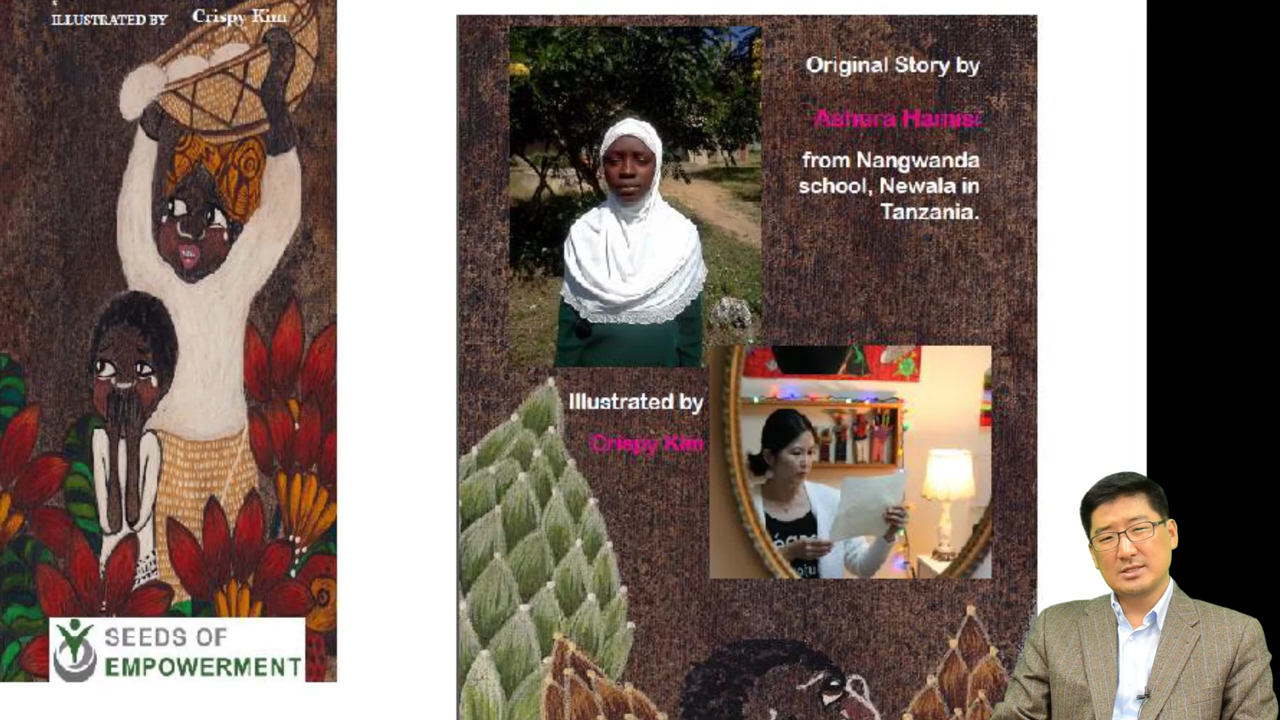 ILLUSTRATED BY Crispy Kim
SEEDS OF
EMPOWERMENT
Original Story by
Ashura Hamisi
from Nangwanda
school, Newala in
Tanzania.
Illustrated by
Crispy Kim